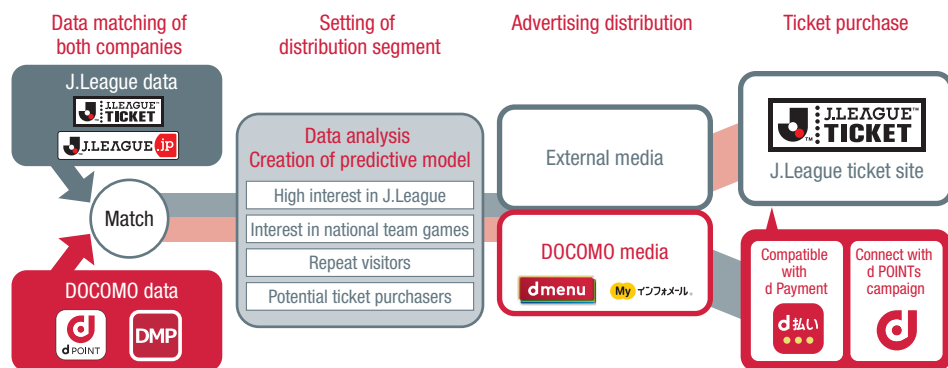 Data matching of
both companies
Setting of
distribution segment
Advertising distribution
Ticket purchase
J.League data
J.LEAGUE™
TICKET
J.LEAGUE.jp
Match
DOCOMO data
d POINT
DMP
Data analysis
Creation of predictive model
High interest in J.League
Interest in national team games
Repeat visitors
Potential ticket purchasers
External media
DOCOMO media
dmenu
My インフォメール®
J.LEAGUE™
TICKET
J.League ticket site
Compatible
with
d Payment
d払い
Connect with
d POINTs
campaign
d